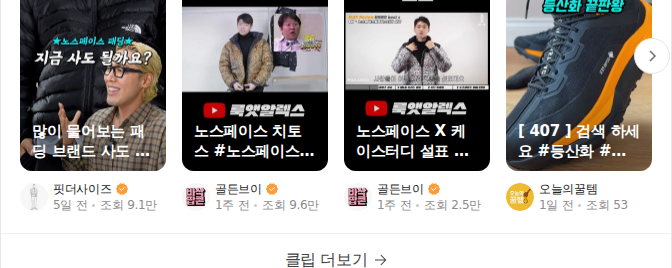 ★노스페이스 패딩★
지금 사도 될까요?
많이 물어보는 패
딩 브랜드 사도 ...
핏더사이즈
5일 전 · 조회 9.1만
룩앳알렉스
노스페이스 치토
스 #노스페이스...
골든브이
1주 전 · 조회 9.6만
룩앳알렉스
노스페이스 X 케
이스터디 설표 ...
골든브이
1주 전 · 조회 2.5만
등산화 끝판왕
[ 407 ] 검색 하세
요 #등산화 #...
오늘의꿀템
1일 전 · 조회 53
클립 더보기 →